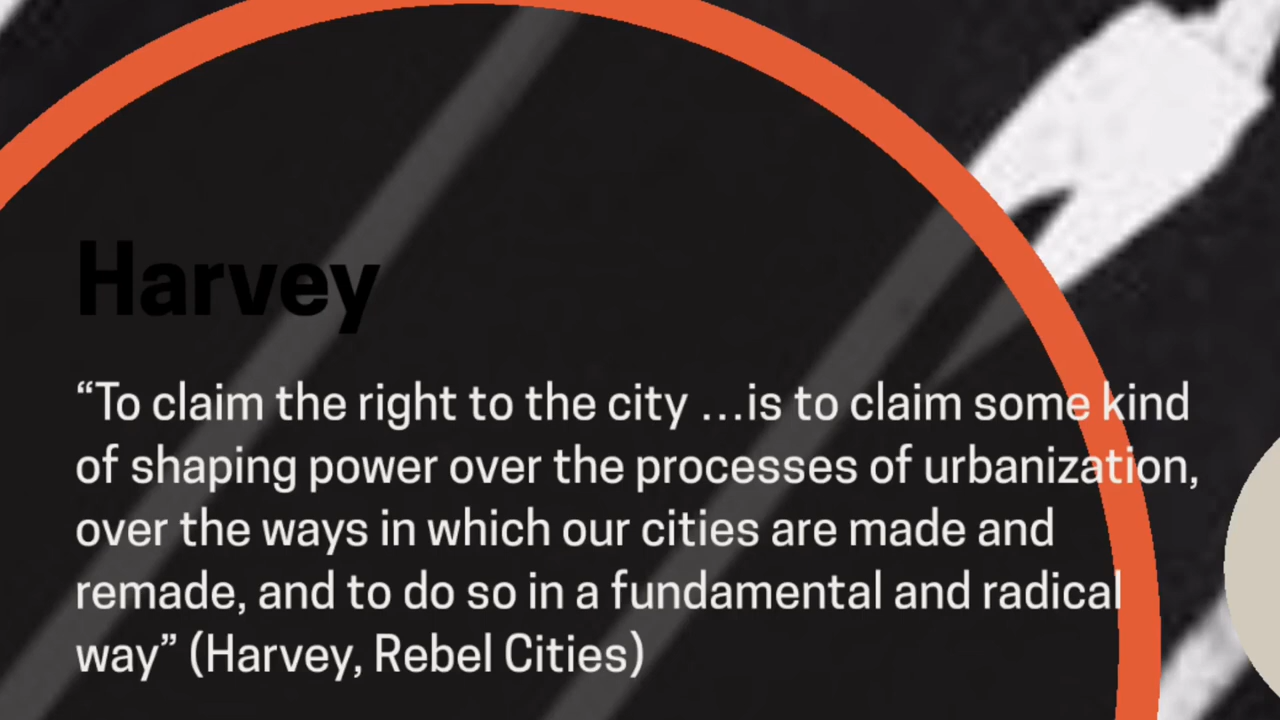 Harvey
“To claim the right to the city …is to claim some kind
of shaping power over the processes of urbanization,
over the ways in which our cities are made and
remade, and to do so in a fundamental and radical
way” (Harvey, Rebel Cities)